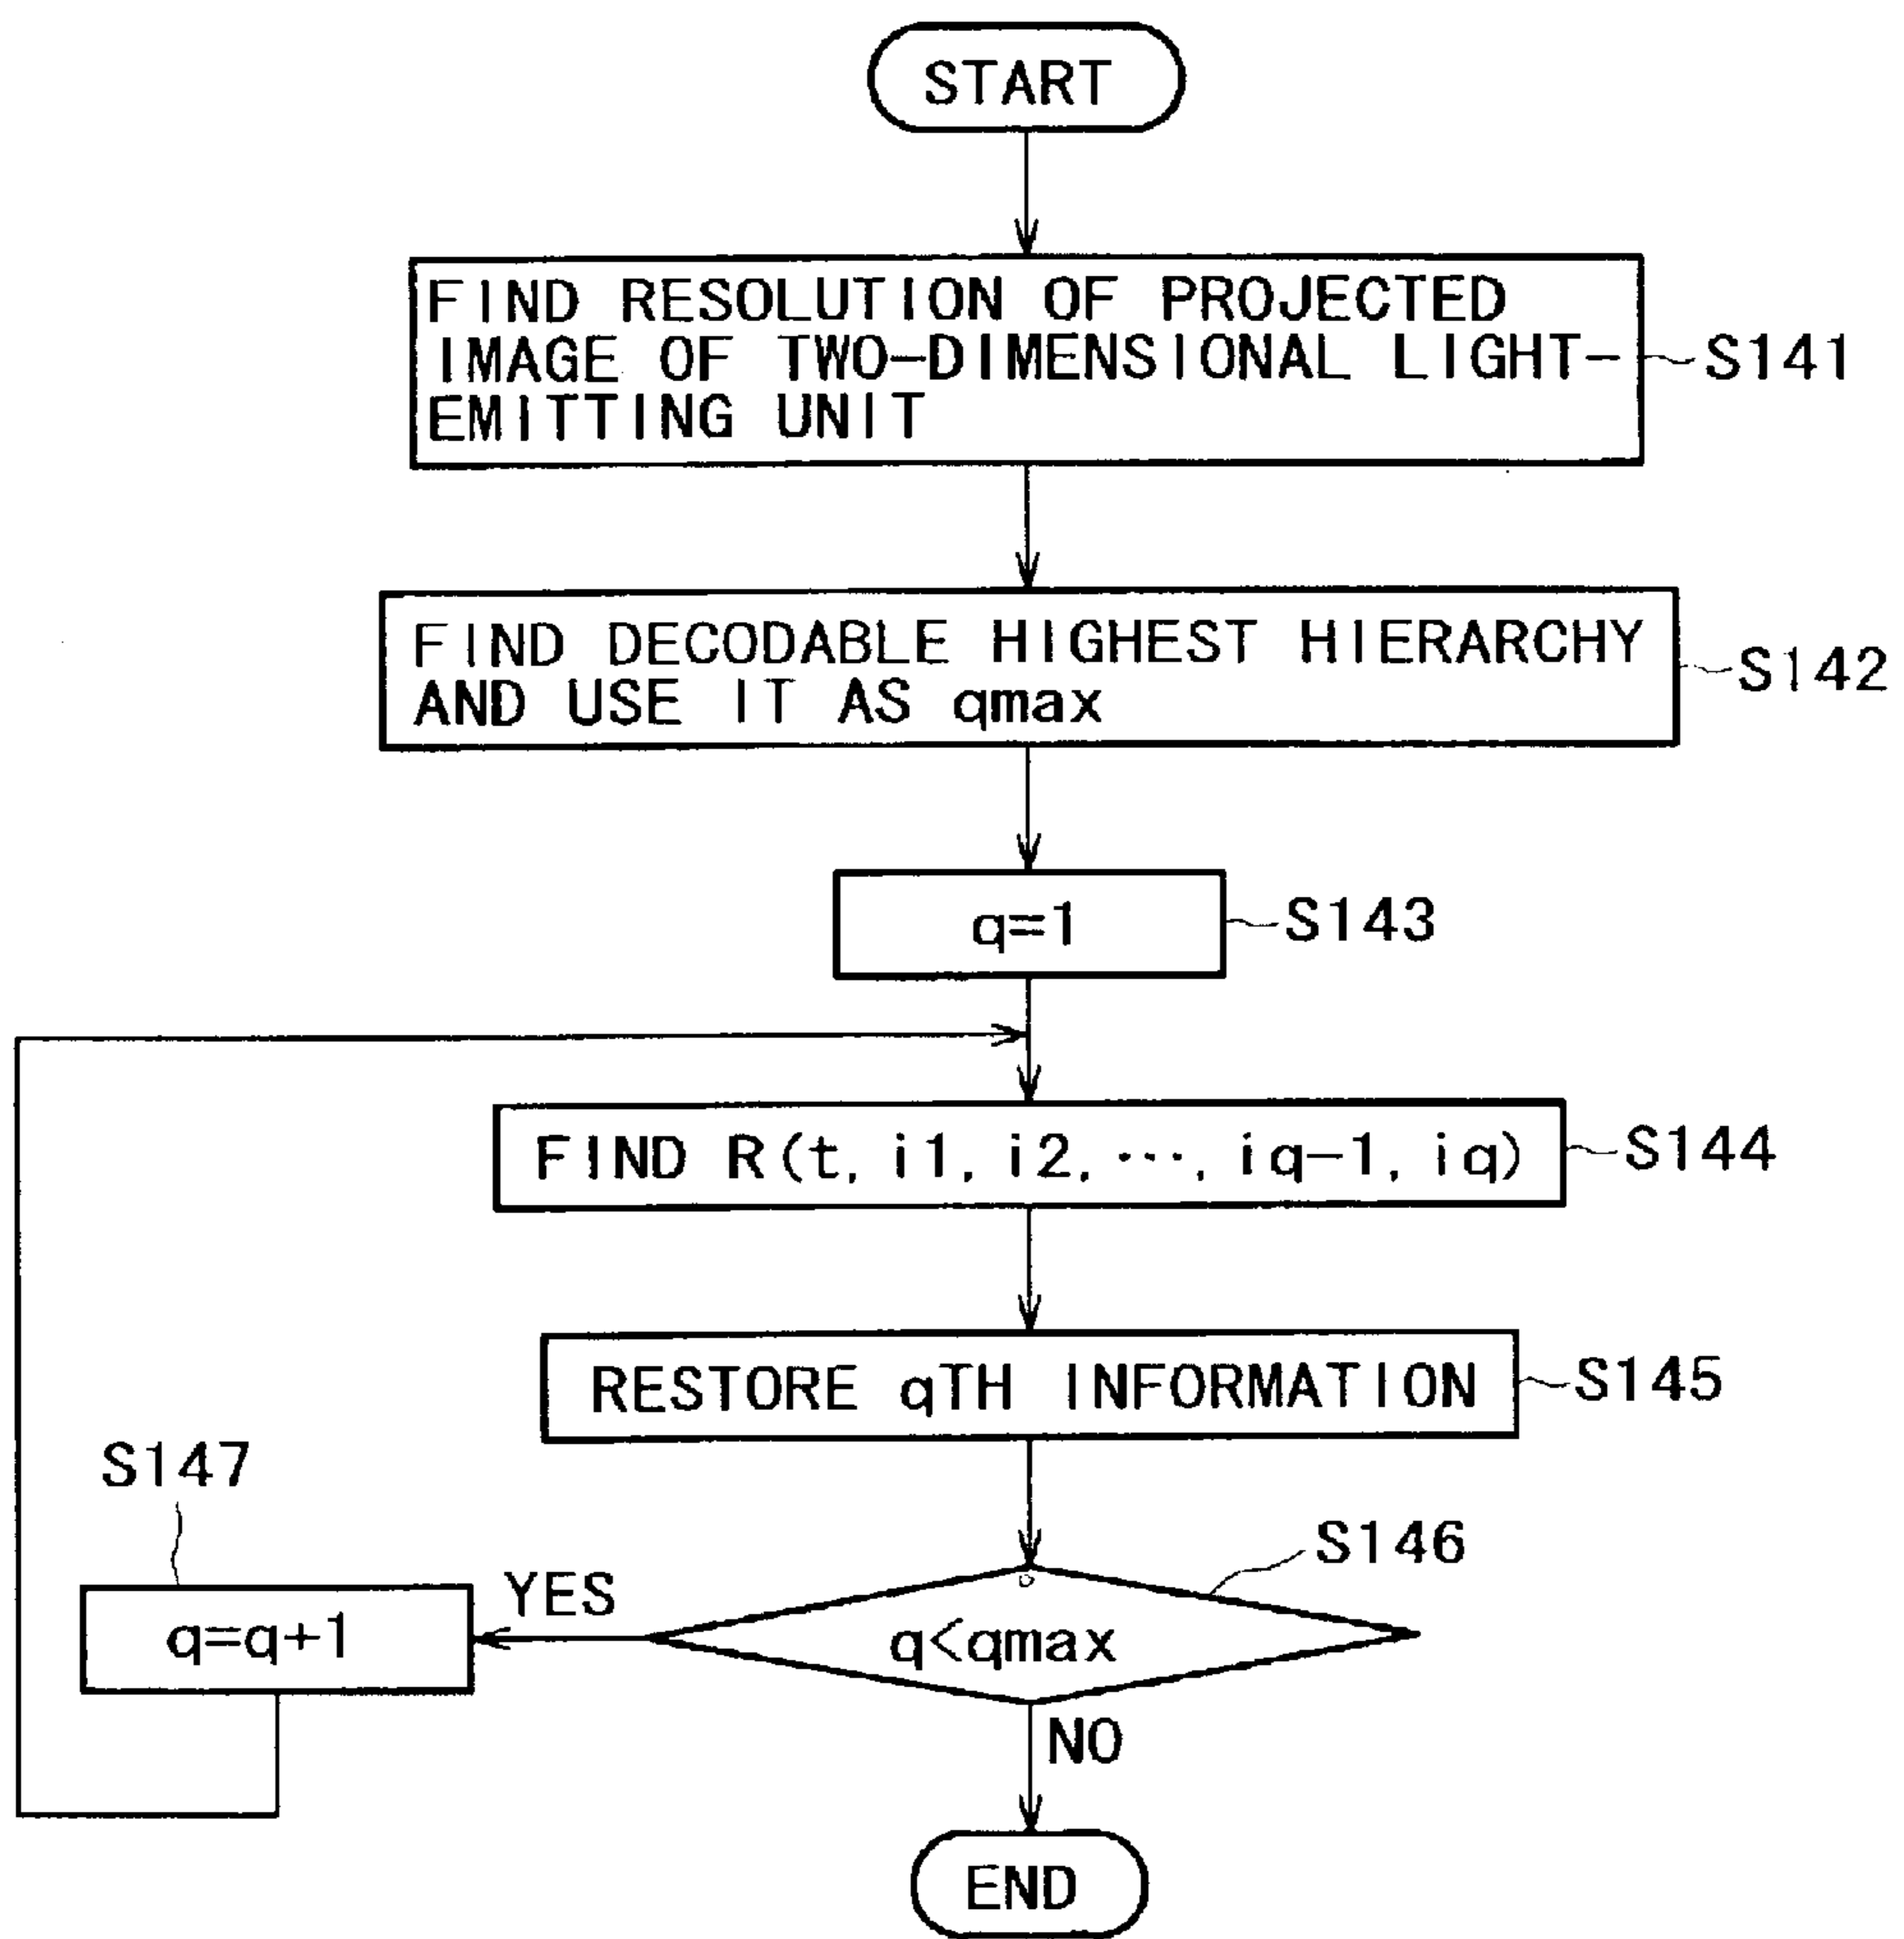 START
FIND RESOLUTION OF PROJECTED
IMAGE OF TWO-DIMENSIONAL LIGHT-
EMITTING UNIT
S141
FIND DECODABLE HIGHEST HIERARCHY
AND USE IT AS qmax
S142
q=1
S143
FIND R(t, i1, i2, ···, iq-1, iq)
S144
RESTORE qTH INFORMATION
S145
S147
S146
YES
q=q+1
q<qmax
NO
END